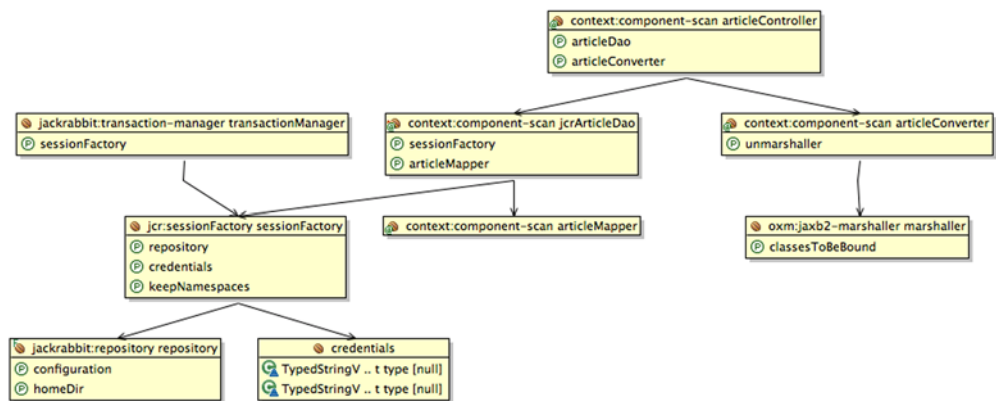 context:component-scan articleController
articleDao
articleConverter
jackrabbit:transaction-manager transactionManager
sessionFactory
context:component-scan jcrArticleDao
sessionFactory
articleMapper
context:component-scan articleConverter
unmarshaller
jcr:sessionFactory sessionFactory
repository
credentials
keepNamespaces
context:component-scan articleMapper
oxm:jaxb2-marshaller marshaller
classesToBeBound
jackrabbit:repository repository
configuration
homeDir
credentials
TypedStringV .. t type [null]
TypedStringV .. t type [null]